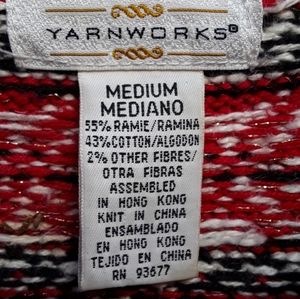 YARNWORKS®
MEDIUM
MEDIANO
55% RAMIE/RAMINA
43% COTTON/ALGODON
2% OTHER FIBRES/
OTRA FIBRAS
ASSEMBLED
IN HONG KONG
KNIT IN CHINA
ENSAMBLADO
EN HONG KONG
TEJIDO EN CHINA
RN 93677